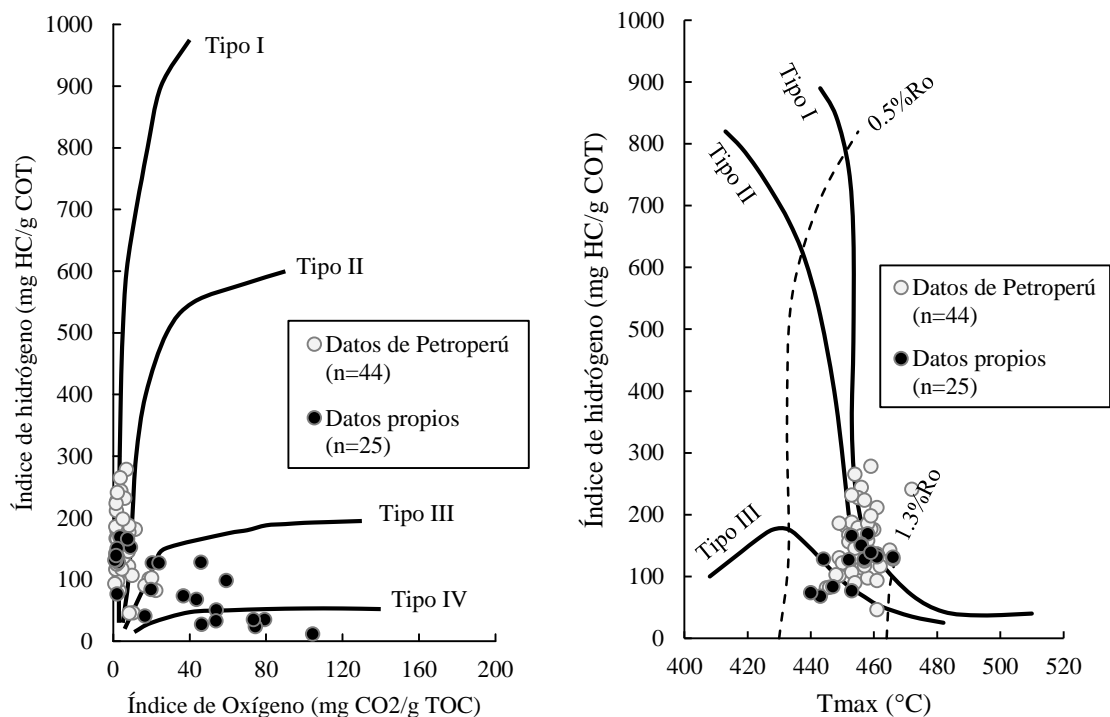 Índice de hidrógeno (mg HC/g COT)
1000
900
800
700
600
500
400
300
200
100
0
Tipo I
Tipo II
Datos de Petroperú
(n=44)
Datos propios
(n=25)
Tipo III
Tipo IV
0 40 80 120 160 200
Índice de Oxígeno (mg CO2/g TOC)
Índice de hidrógeno (mg HC/g COT)
1000
900
800
700
600
500
400
300
200
100
0
Tipo I
0.5%Ro
Tipo II
Datos de Petroperú
(n=44)
Datos propios
(n=25)
Tipo III
1.3%Ro
400 420 440 460 480 500 520
Tmax (°C)